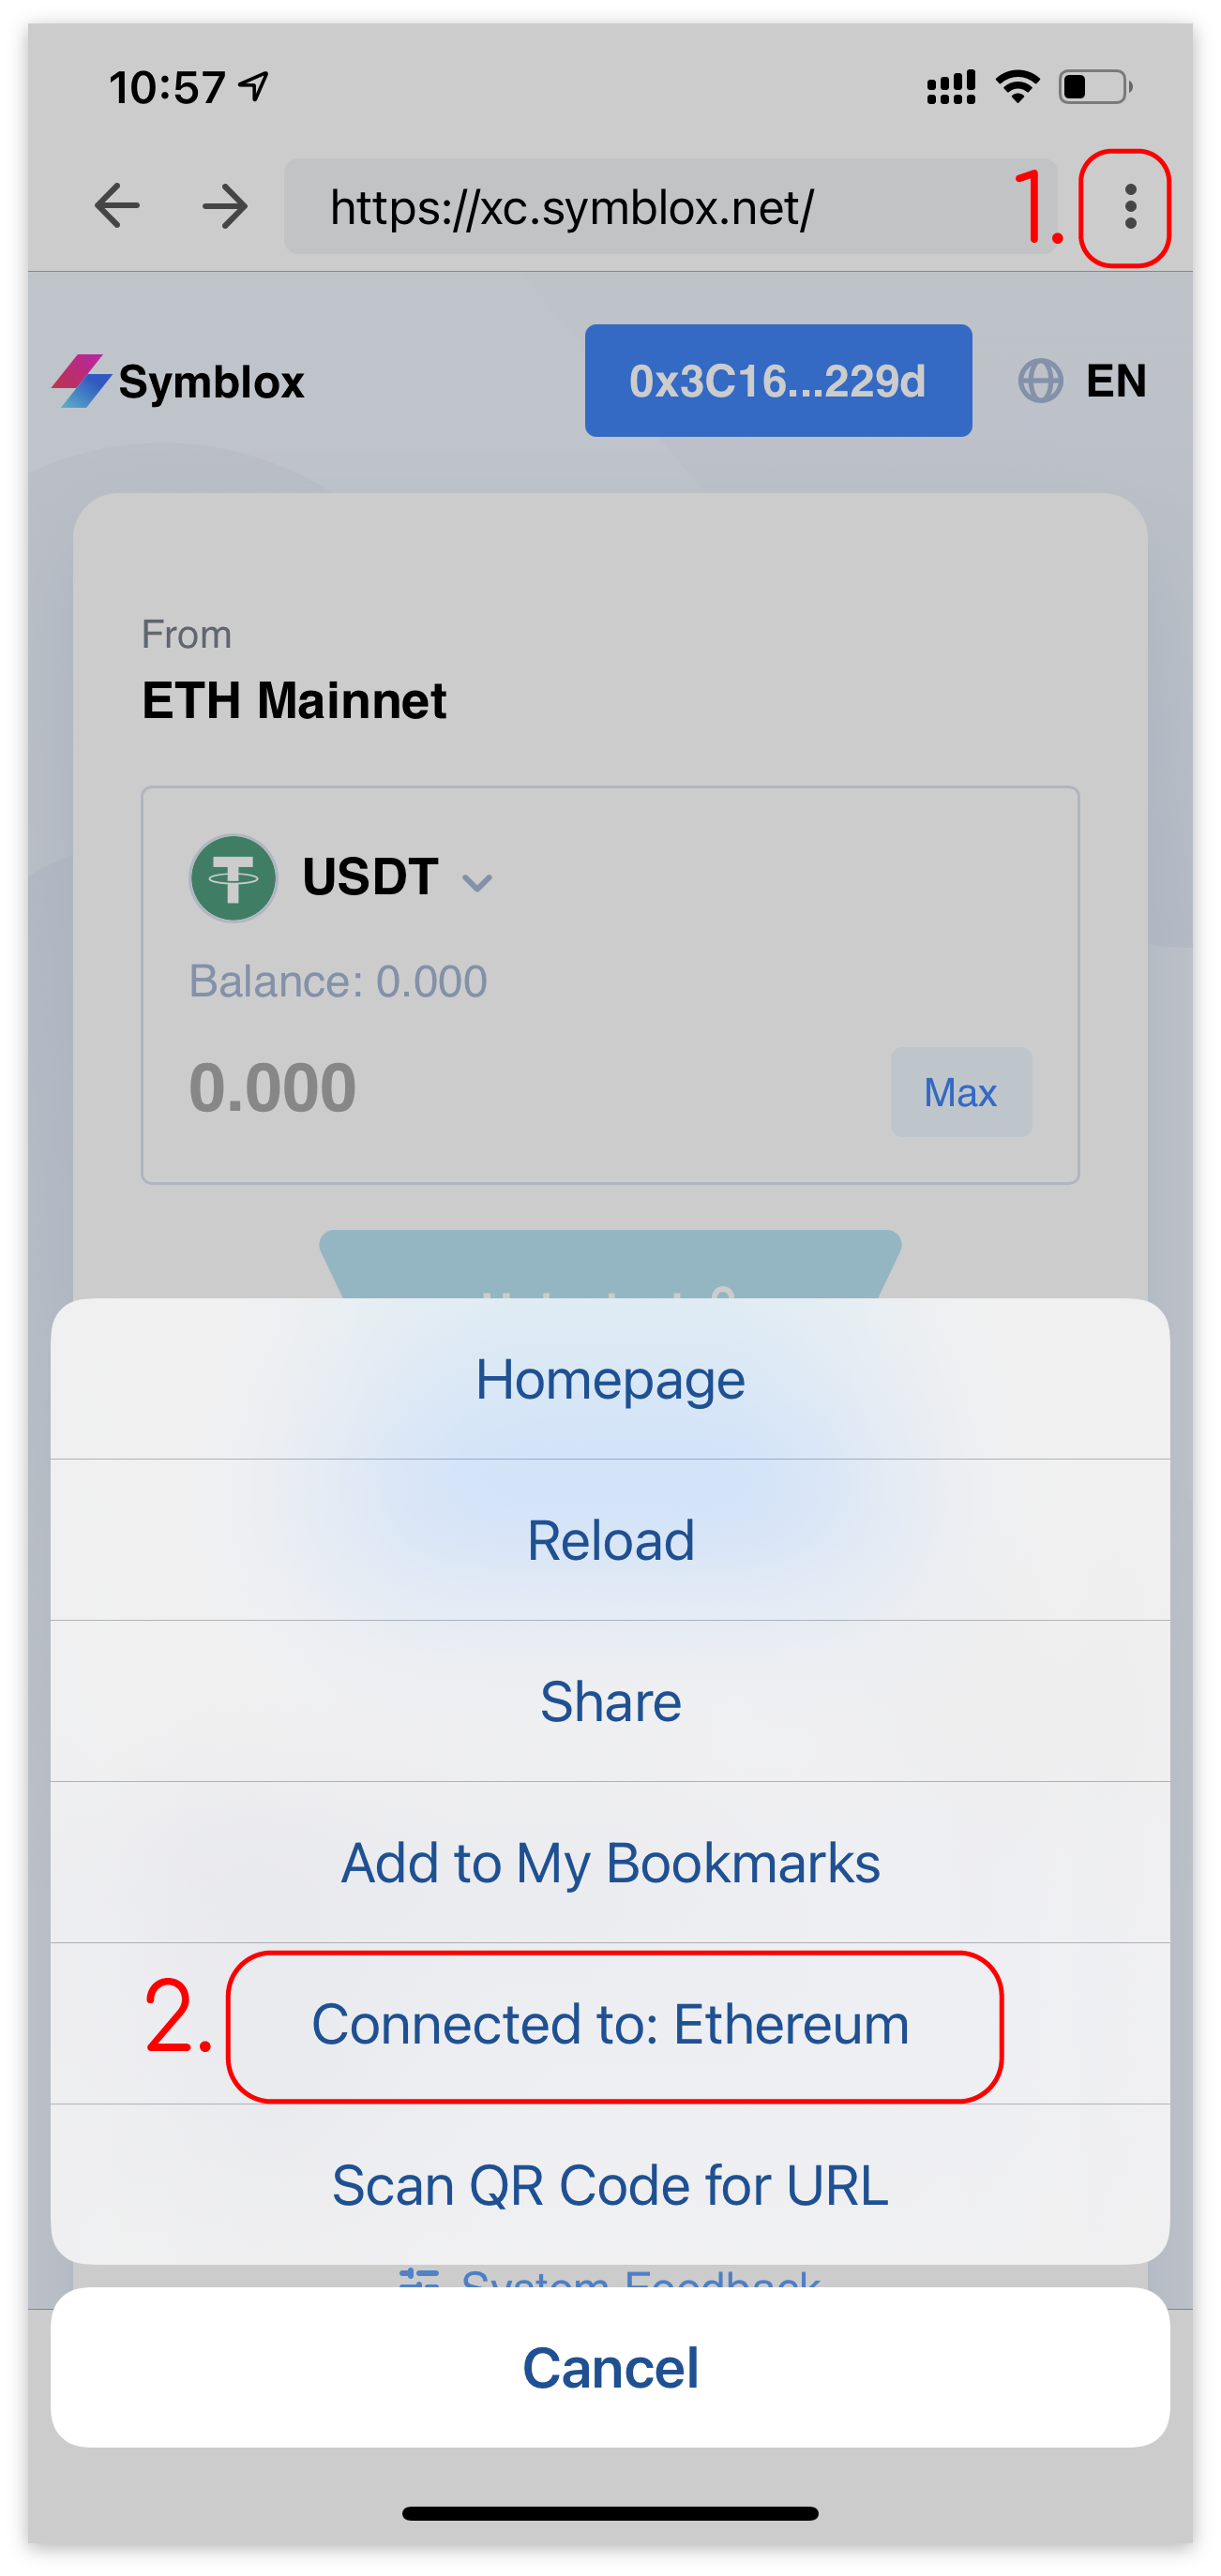 10:57
https://xc.symblox.net/
1.
Symblox
0x3C16...229d
EN
From
ETH Mainnet
USDT
Balance: 0.000
0.000
Max
Homepage
Reload
Share
Add to My Bookmarks
2.
Connected to: Ethereum
Scan QR Code for URL
System Feedback
Cancel